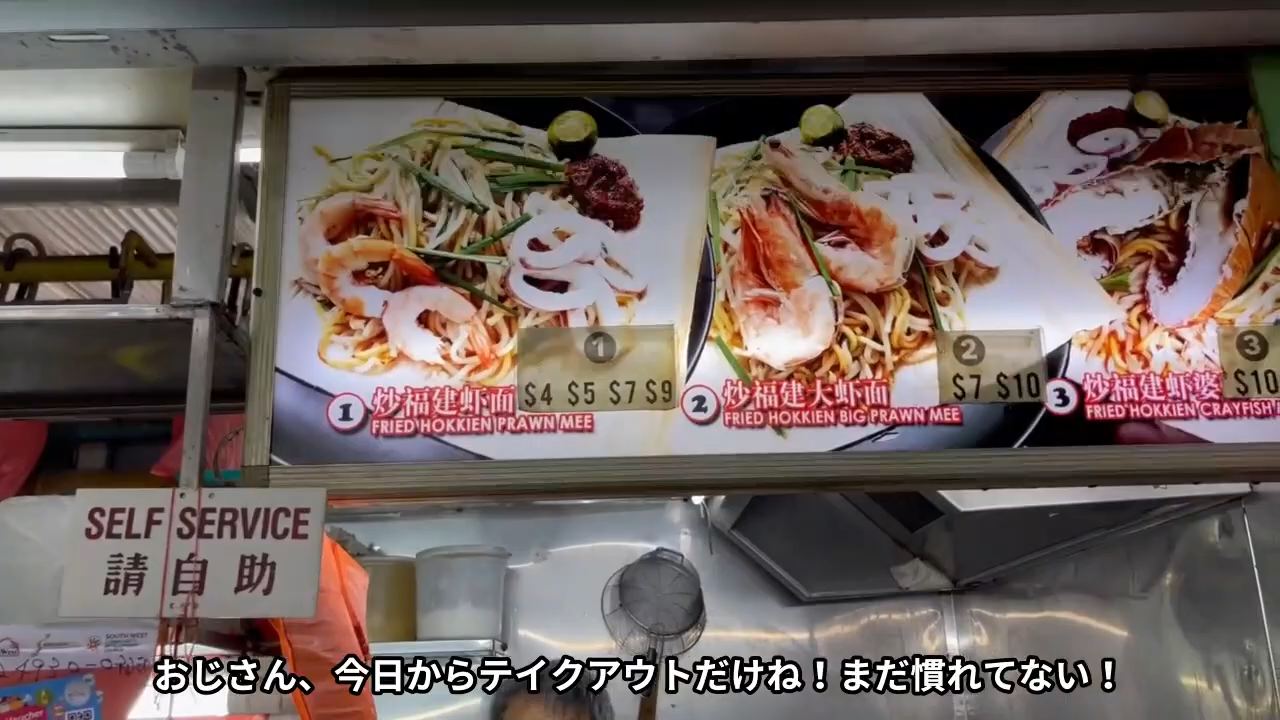 1
$4 $5 $7 $9
1 炒福建虾面
FRIED HOKKIEN PRAWN MEE
2
$7 $10
2 炒福建大虾面
FRIED HOKKIEN BIG PRAWN MEE
3
$10
3 炒福建虾婆
FRIED HOKKIEN CRAYFISH
SELF SERVICE
請自助
SOUTH WEST
Voucher
おじさん、今日からテイクアウトだけね！まだ慣れてない！